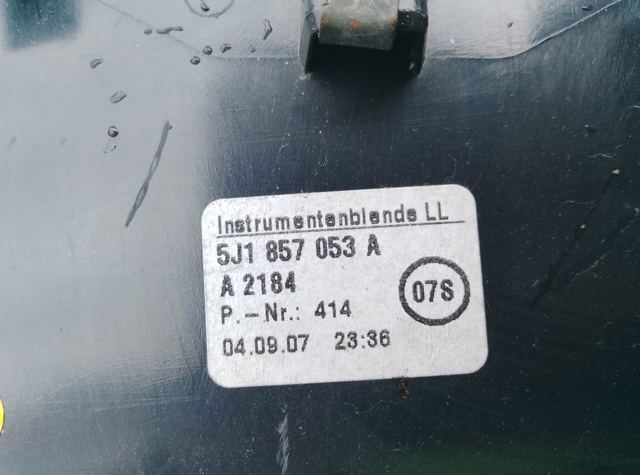 Instrumentenblende LL
5J1 857 053 A
A 2184
07S
P.-Nr.: 414
04.09.07 23:36